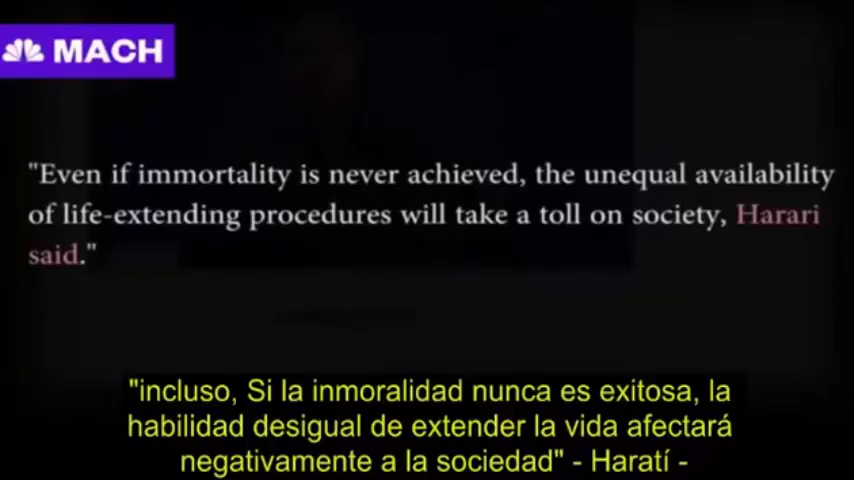 MACH
"Even if immortality is never achieved, the unequal availability
of life-extending procedures will take a toll on society, Harari
said."
"incluso, Si la inmoralidad nunca es exitosa, la
habilidad desigual de extender la vida afectará
negativamente a la sociedad" - Haratí -